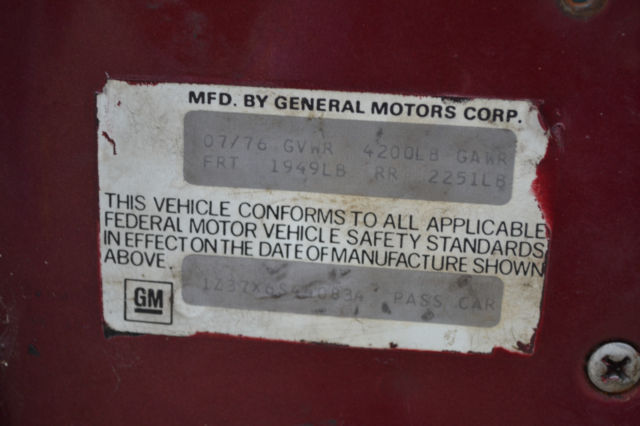 MFD. BY GENERAL MOTORS CORP.
07/76 GVWR 4200LB GAWR
FRT 1949LB RR 2251LB
THIS VEHICLE CONFORMS TO ALL APPLICABLE
FEDERAL MOTOR VEHICLE SAFETY STANDARDS
IN EFFECT ON THE DATE OF MANUFACTURE SHOWN
ABOVE.
PASS CAR
GM